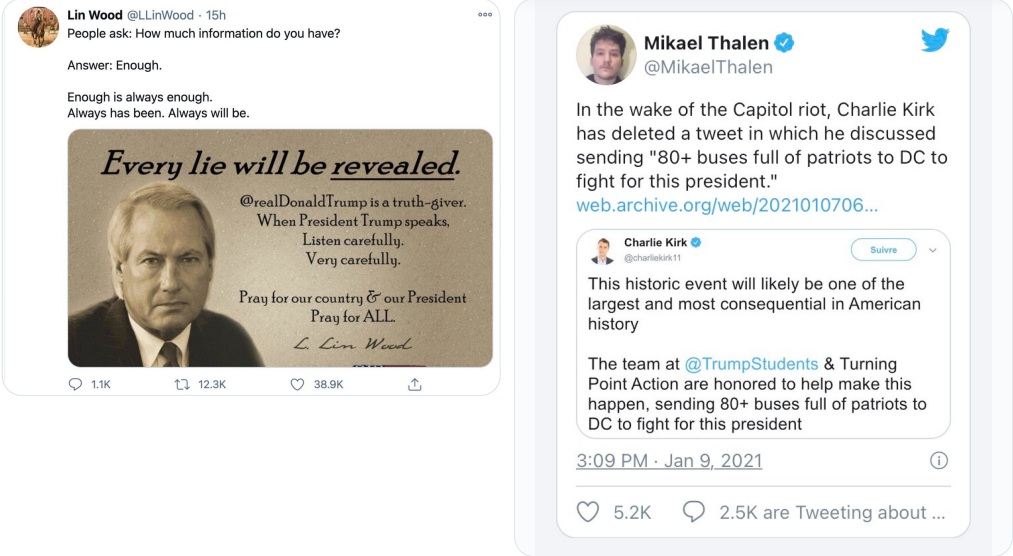 Lin Wood @LLinWood · 15h
People ask: How much information do you have?
Answer: Enough.
Enough is always enough.
Always has been. Always will be.
Every lie will be revealed.
@realDonaldTrump is a truth-giver.
When President Trump speaks,
Listen carefully.
Very carefully.
Pray for our country & our President
Pray for ALL.
L. Lin Wood
1.1K 12.3K 38.9K
Mikael Thalen
@MikaelThalen
In the wake of the Capitol riot, Charlie Kirk
has deleted a tweet in which he discussed
sending "80+ buses full of patriots to DC to
fight for this president."
web.archive.org/web/2021010706...
Charlie Kirk
@charliekirk11
Suivre
This historic event will likely be one of the
largest and most consequential in American
history
The team at @TrumpStudents & Turning
Point Action are honored to help make this
happen, sending 80+ buses full of patriots to
DC to fight for this president
3:09 PM · Jan 9, 2021
5.2K 2.5K are Tweeting about ...